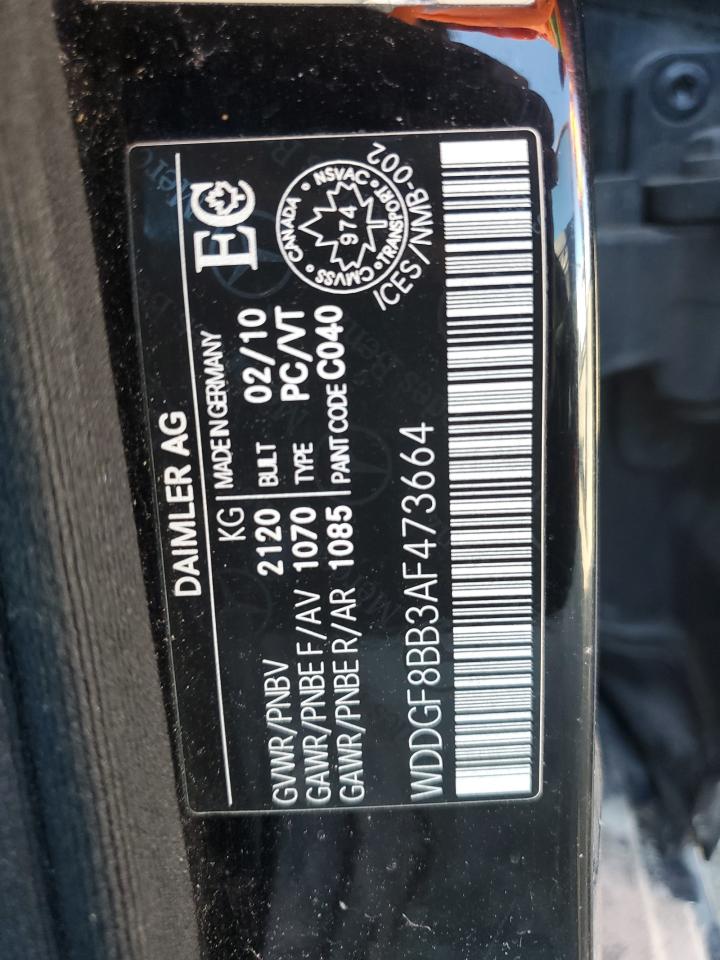 DAIMLER AG
KG MADE IN GERMANY
GVWR/PNBV 2120 BUILT 02/10
GAWR/PNBE F/AV 1070 TYPE PC/VT
GAWR/PNBE R/AR 1085 PAINT CODE C040
EC
CANADA • NSVAC • TRANSPORT • CMVSS •
974
ICES/NMB-002
WDDGF8BB3AF473664